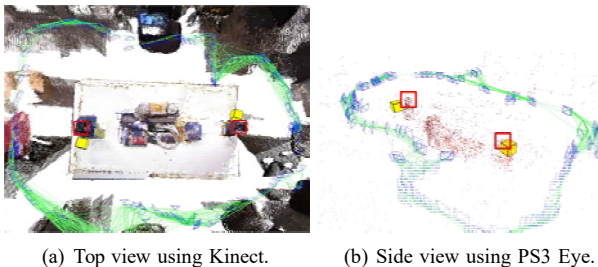 (a) Top view using Kinect.
(b) Side view using PS3 Eye.